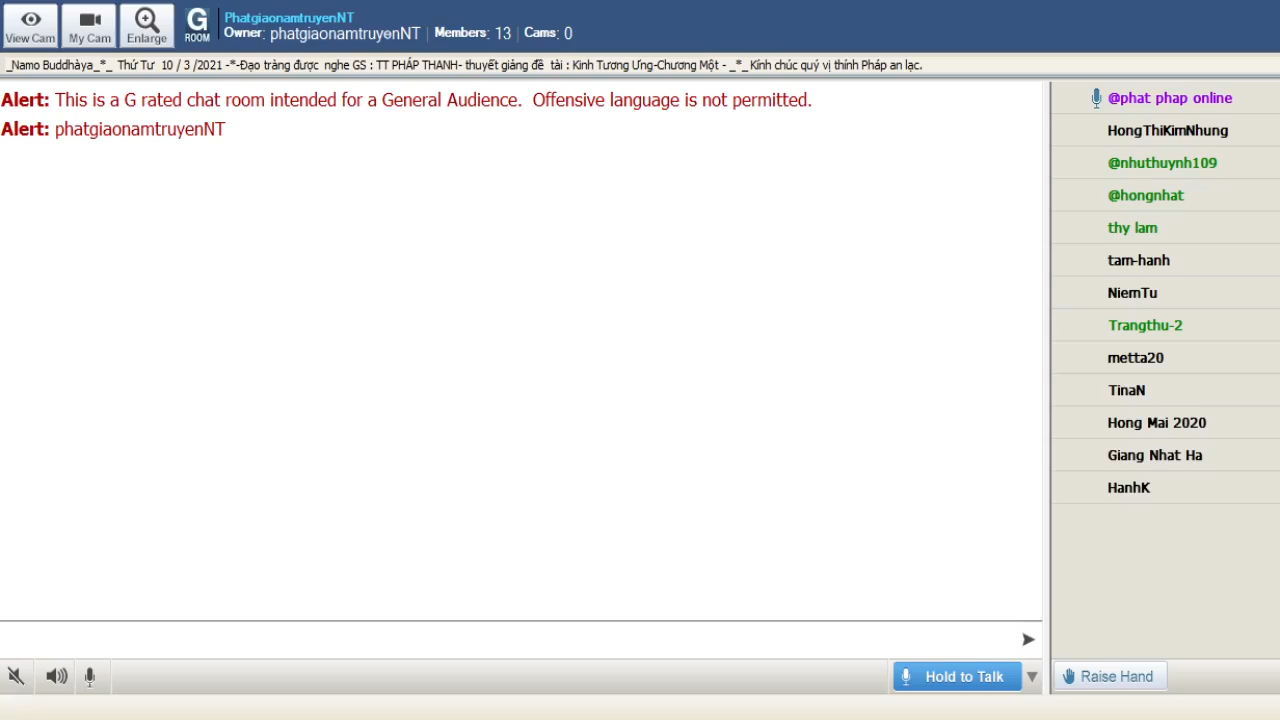 View Cam
My Cam
Enlarge
G
ROOM
PhatgiaonamtruyenNT
Owner: phatgiaonamtruyenNT | Members: 13 | Cams: 0
_Namo Buddhàya_*_ Thứ Tư 10 / 3 /2021 -*-Đạo tràng được nghe GS : TT PHÁP THANH- thuyết giảng đề tài : Kinh Tương Ưng-Chương Một - _*_ Kính chúc quý vị thính Pháp an lạc.
Alert: This is a G rated chat room intended for a General Audience. Offensive language is not permitted.
Alert: phatgiaonamtruyenNT
@phat phap online
HongThiKimNhung
@nhuthuynh109
@hongnhat
thy lam
tam-hanh
NiemTu
Trangthu-2
metta20
TinaN
Hong Mai 2020
Giang Nhat Ha
HanhK
Hold to Talk
Raise Hand